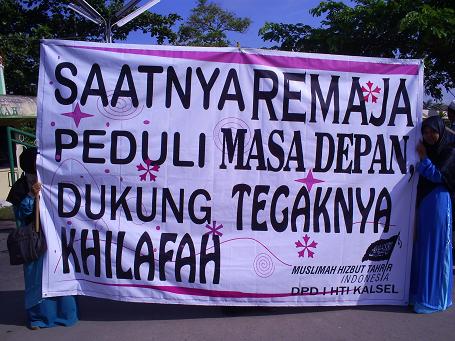 SAATNYA REMAJA
PEDULI MASA DEPAN,
DUKUNG TEGAKNYA
KHILAFAH
MUSLIMAH HIZBUT TAHRIR
INDONESIA
DPD I HTI KALSEL